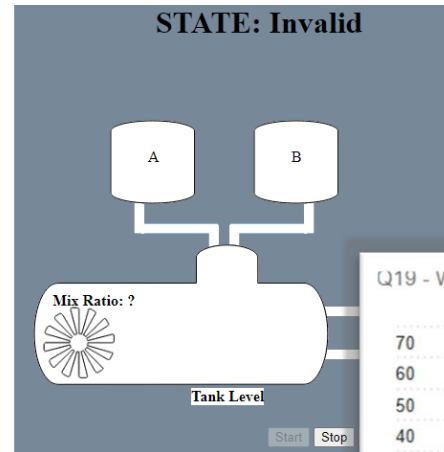 STATE: Invalid
A
B
Mix Ratio: ?
Tank Level
Start
Stop
Q19 -
70
60
50
40